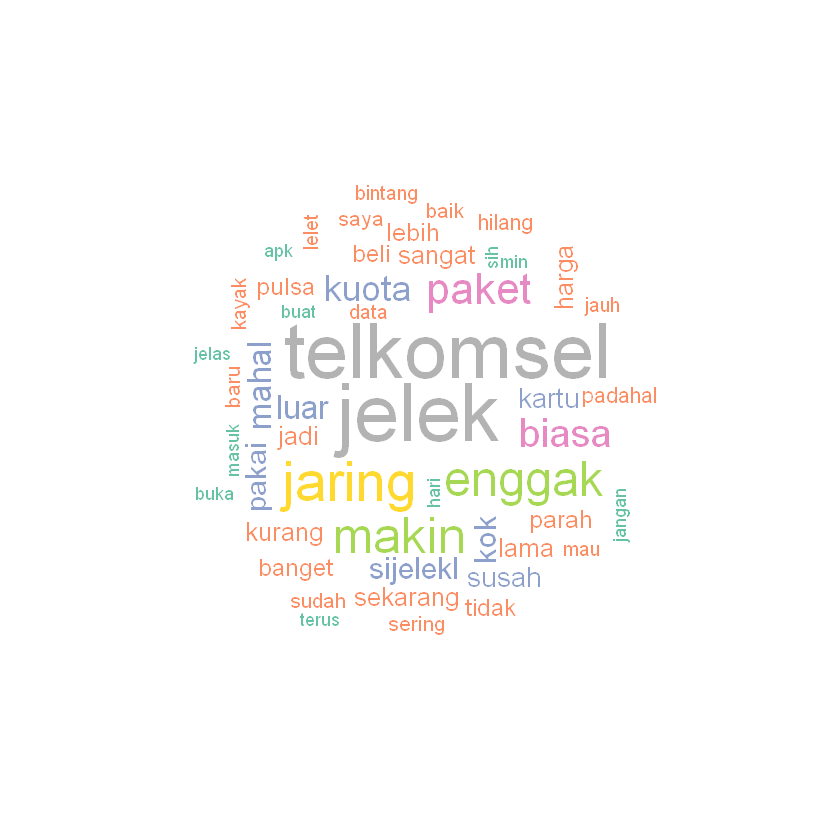 bintang
baik
saya
hilang
lelet
lebih
apk
beli
sangat
sih
min
harga
kayak
pulsa
kuota
paket
buat
data
jauh
telkomsel
jelas
mahal
baru
luar
jelek
kartu
padahal
jadi
biasa
masuk
pakai
jaring
hari
enggak
buka
jangan
kurang
makin
kok
parah
lama
mau
banget
sijelekl
susah
sudah
sekarang
tidak
terus
sering